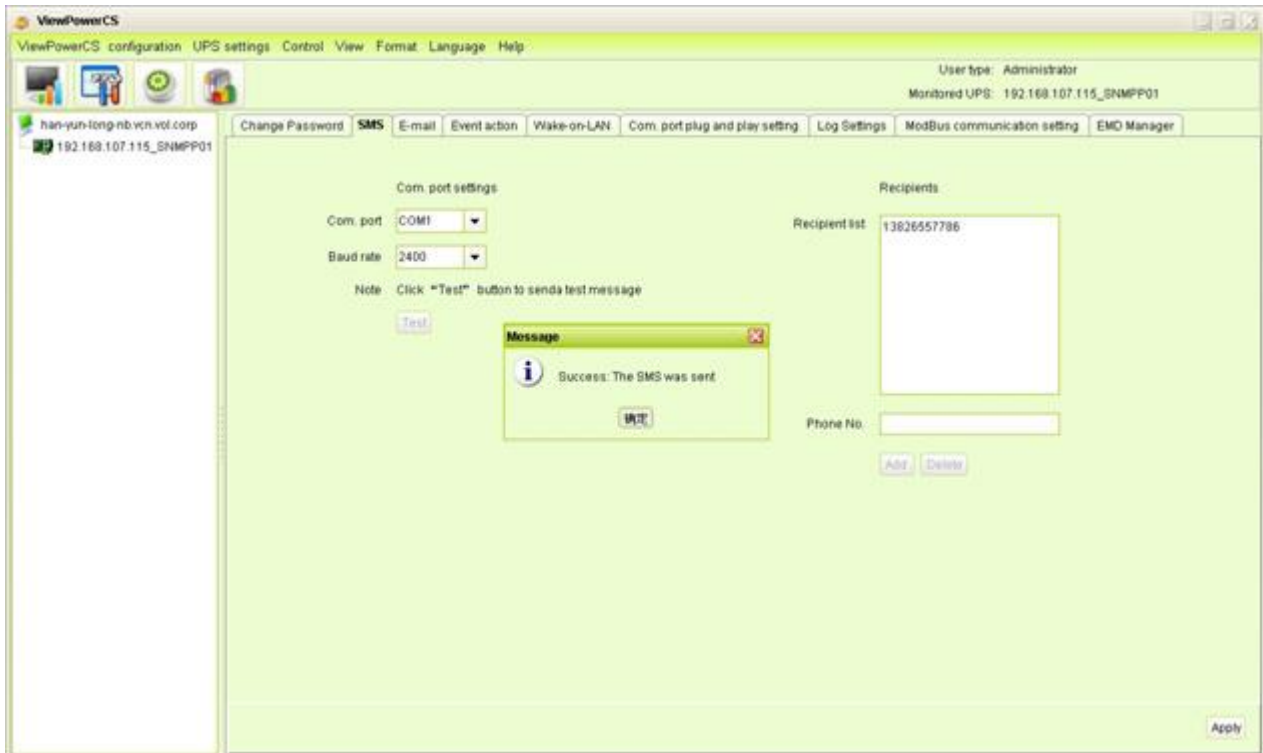 ViewPowerCS
ViewPowerCS configuration UPS settings Control View Format Language Help
User type: Administrator
Monitored UPS: 192.168.107.115_SNMPP01
han-yun-long-nb.vcn.vol.corp
192.168.107.115_SNMPP01
Change Password SMS E-mail Event action Wake-on-LAN Com. port plug and play setting Log Settings ModBus communication setting EMD Manager
Com. port settings
Recipients
Com. port COM1
Recipient list 13826557786
Baud rate 2400
Note Click "Test" button to senda test message
Test
Message
Success: The SMS was sent
确定
Phone No.
Add Delete
Apply